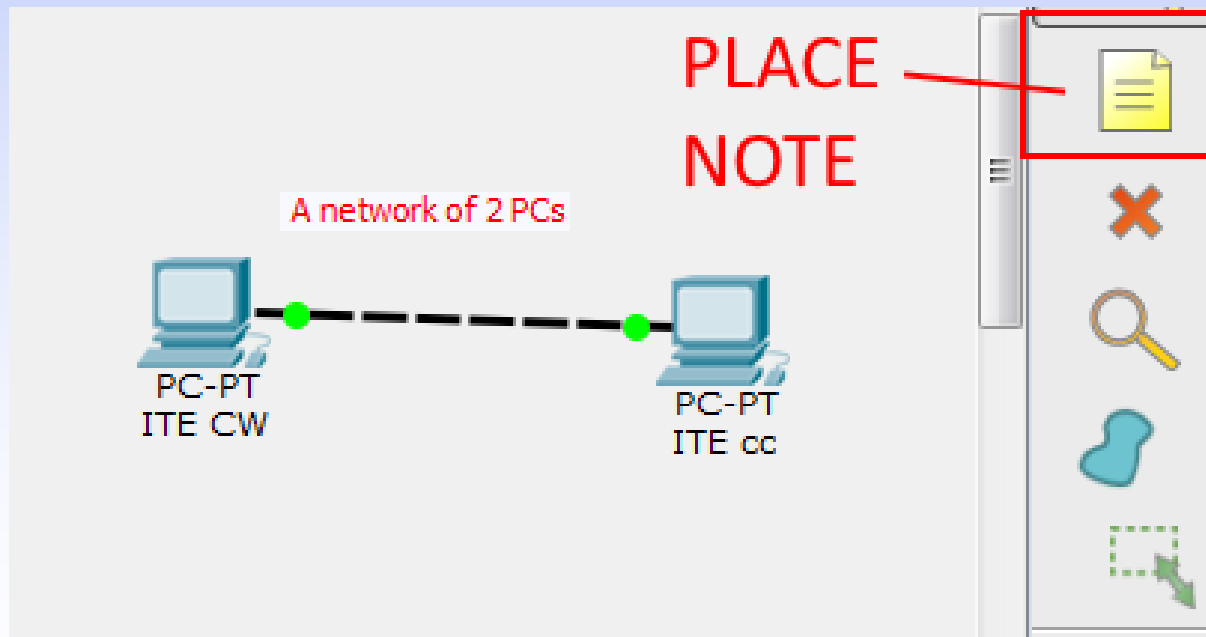 PLACE
NOTE
A network of 2 PCs
PC-PT
ITE CW
PC-PT
ITE cc